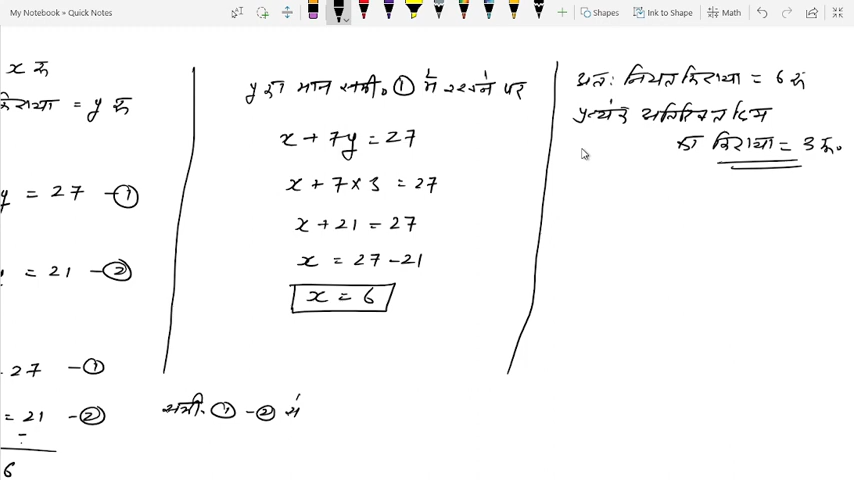 My Notebook » Quick Notes
Shapes
Ink to Shape
Math
x रु
किराया = y रु
y = 27 –①
= 21 –②
27 –①
= 21 –②
–
6
समी. ① –② से
y का मान समी. ① में रखने पर
x + 7y = 27
x + 7 × 3 = 27
x + 21 = 27
x = 27 – 21
x = 6
अतः नियत किराया = 6 रु
प्रत्येक अतिरिक्त दिन
का किराया = 3 रु.